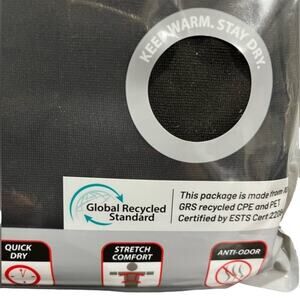 KEEP WARM. STAY DRY.
Global Recycled
Standard
This package is made from
GRS recycled CPE and PET
Certified by ESTS Cert
QUICK
DRY
STRETCH
COMFORT
ANTI-ODOR